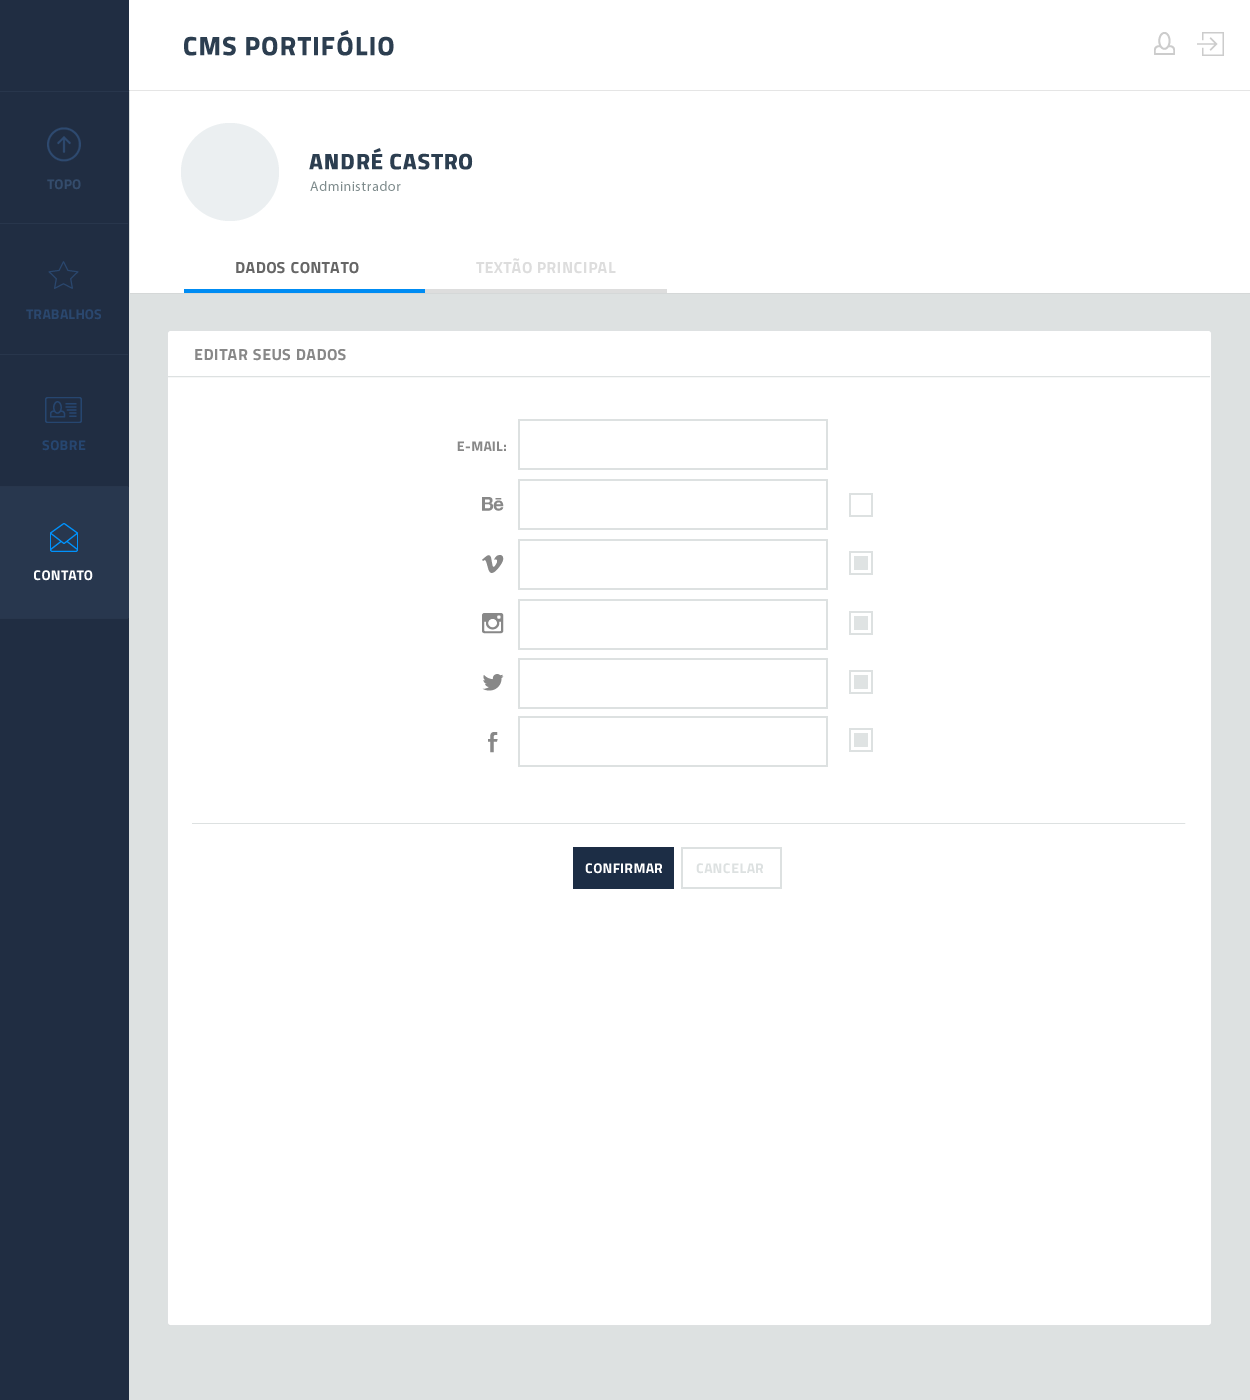 CMS PORTIFÓLIO
ANDRÉ CASTRO
Administrador
DADOS CONTATO
TEXTÃO PRINCIPAL
TOPO
TRABALHOS
SOBRE
CONTATO
EDITAR SEUS DADOS
E-MAIL:
Bē
CONFIRMAR
CANCELAR